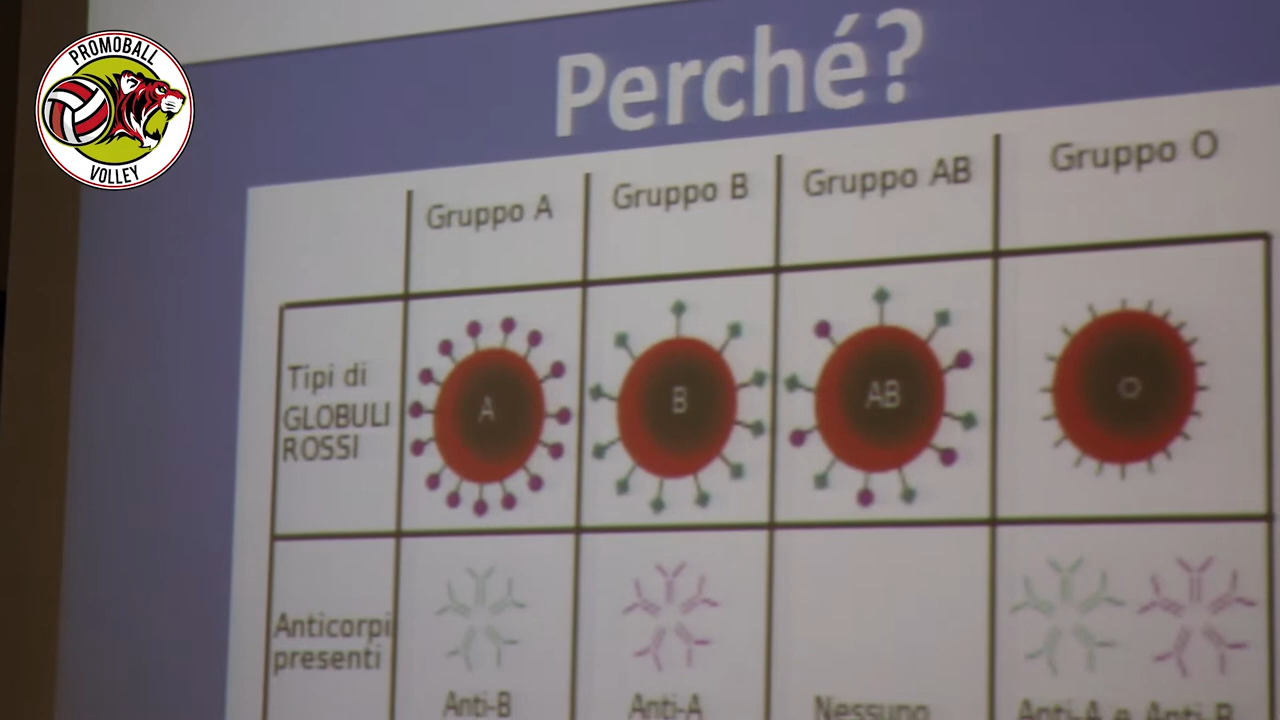 PROMOBALL
VOLLEY
Perché?
Gruppo A
Gruppo B
Gruppo AB
Gruppo O
Tipi di
GLOBULI
ROSSI
A
B
AB
O
Anticorpi
presenti
Anti-B
Anti-A
Nessuno
Anti-A e Anti-B